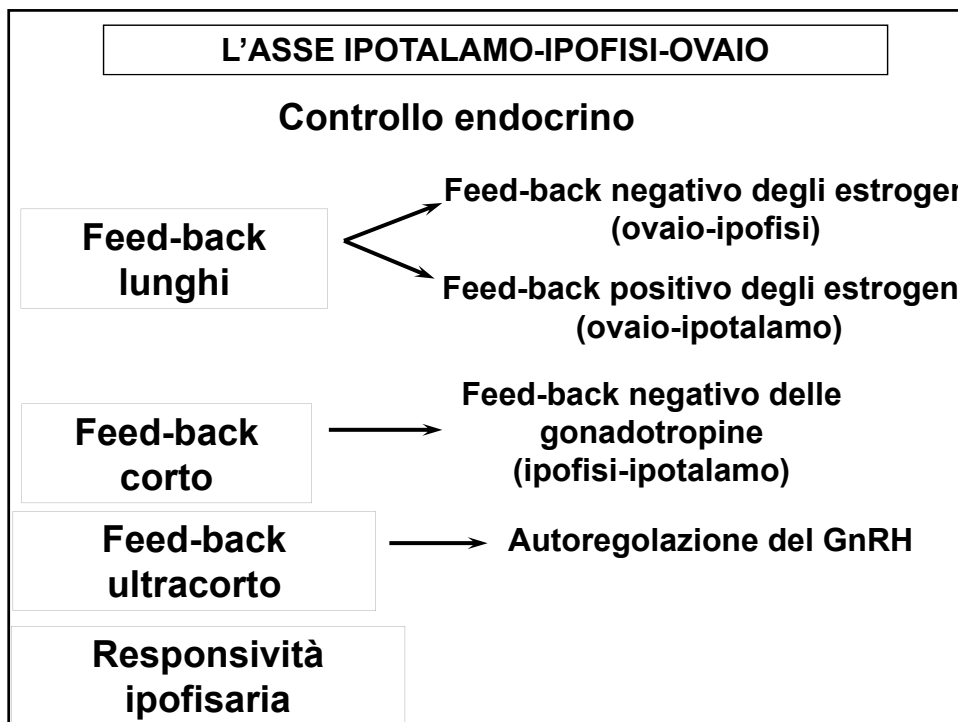 L'ASSE IPOTALAMO-IPOFISI-OVAIO
Controllo endocrino
Feed-back
lunghi
Feed-back negativo degli estrogen
(ovaio-ipofisi)
Feed-back positivo degli estrogen
(ovaio-ipotalamo)
Feed-back
corto
Feed-back negativo delle
gonadotropine
(ipofisi-ipotalamo)
Feed-back
ultracorto
Autoregolazione del GnRH
Responsività
ipofisaria